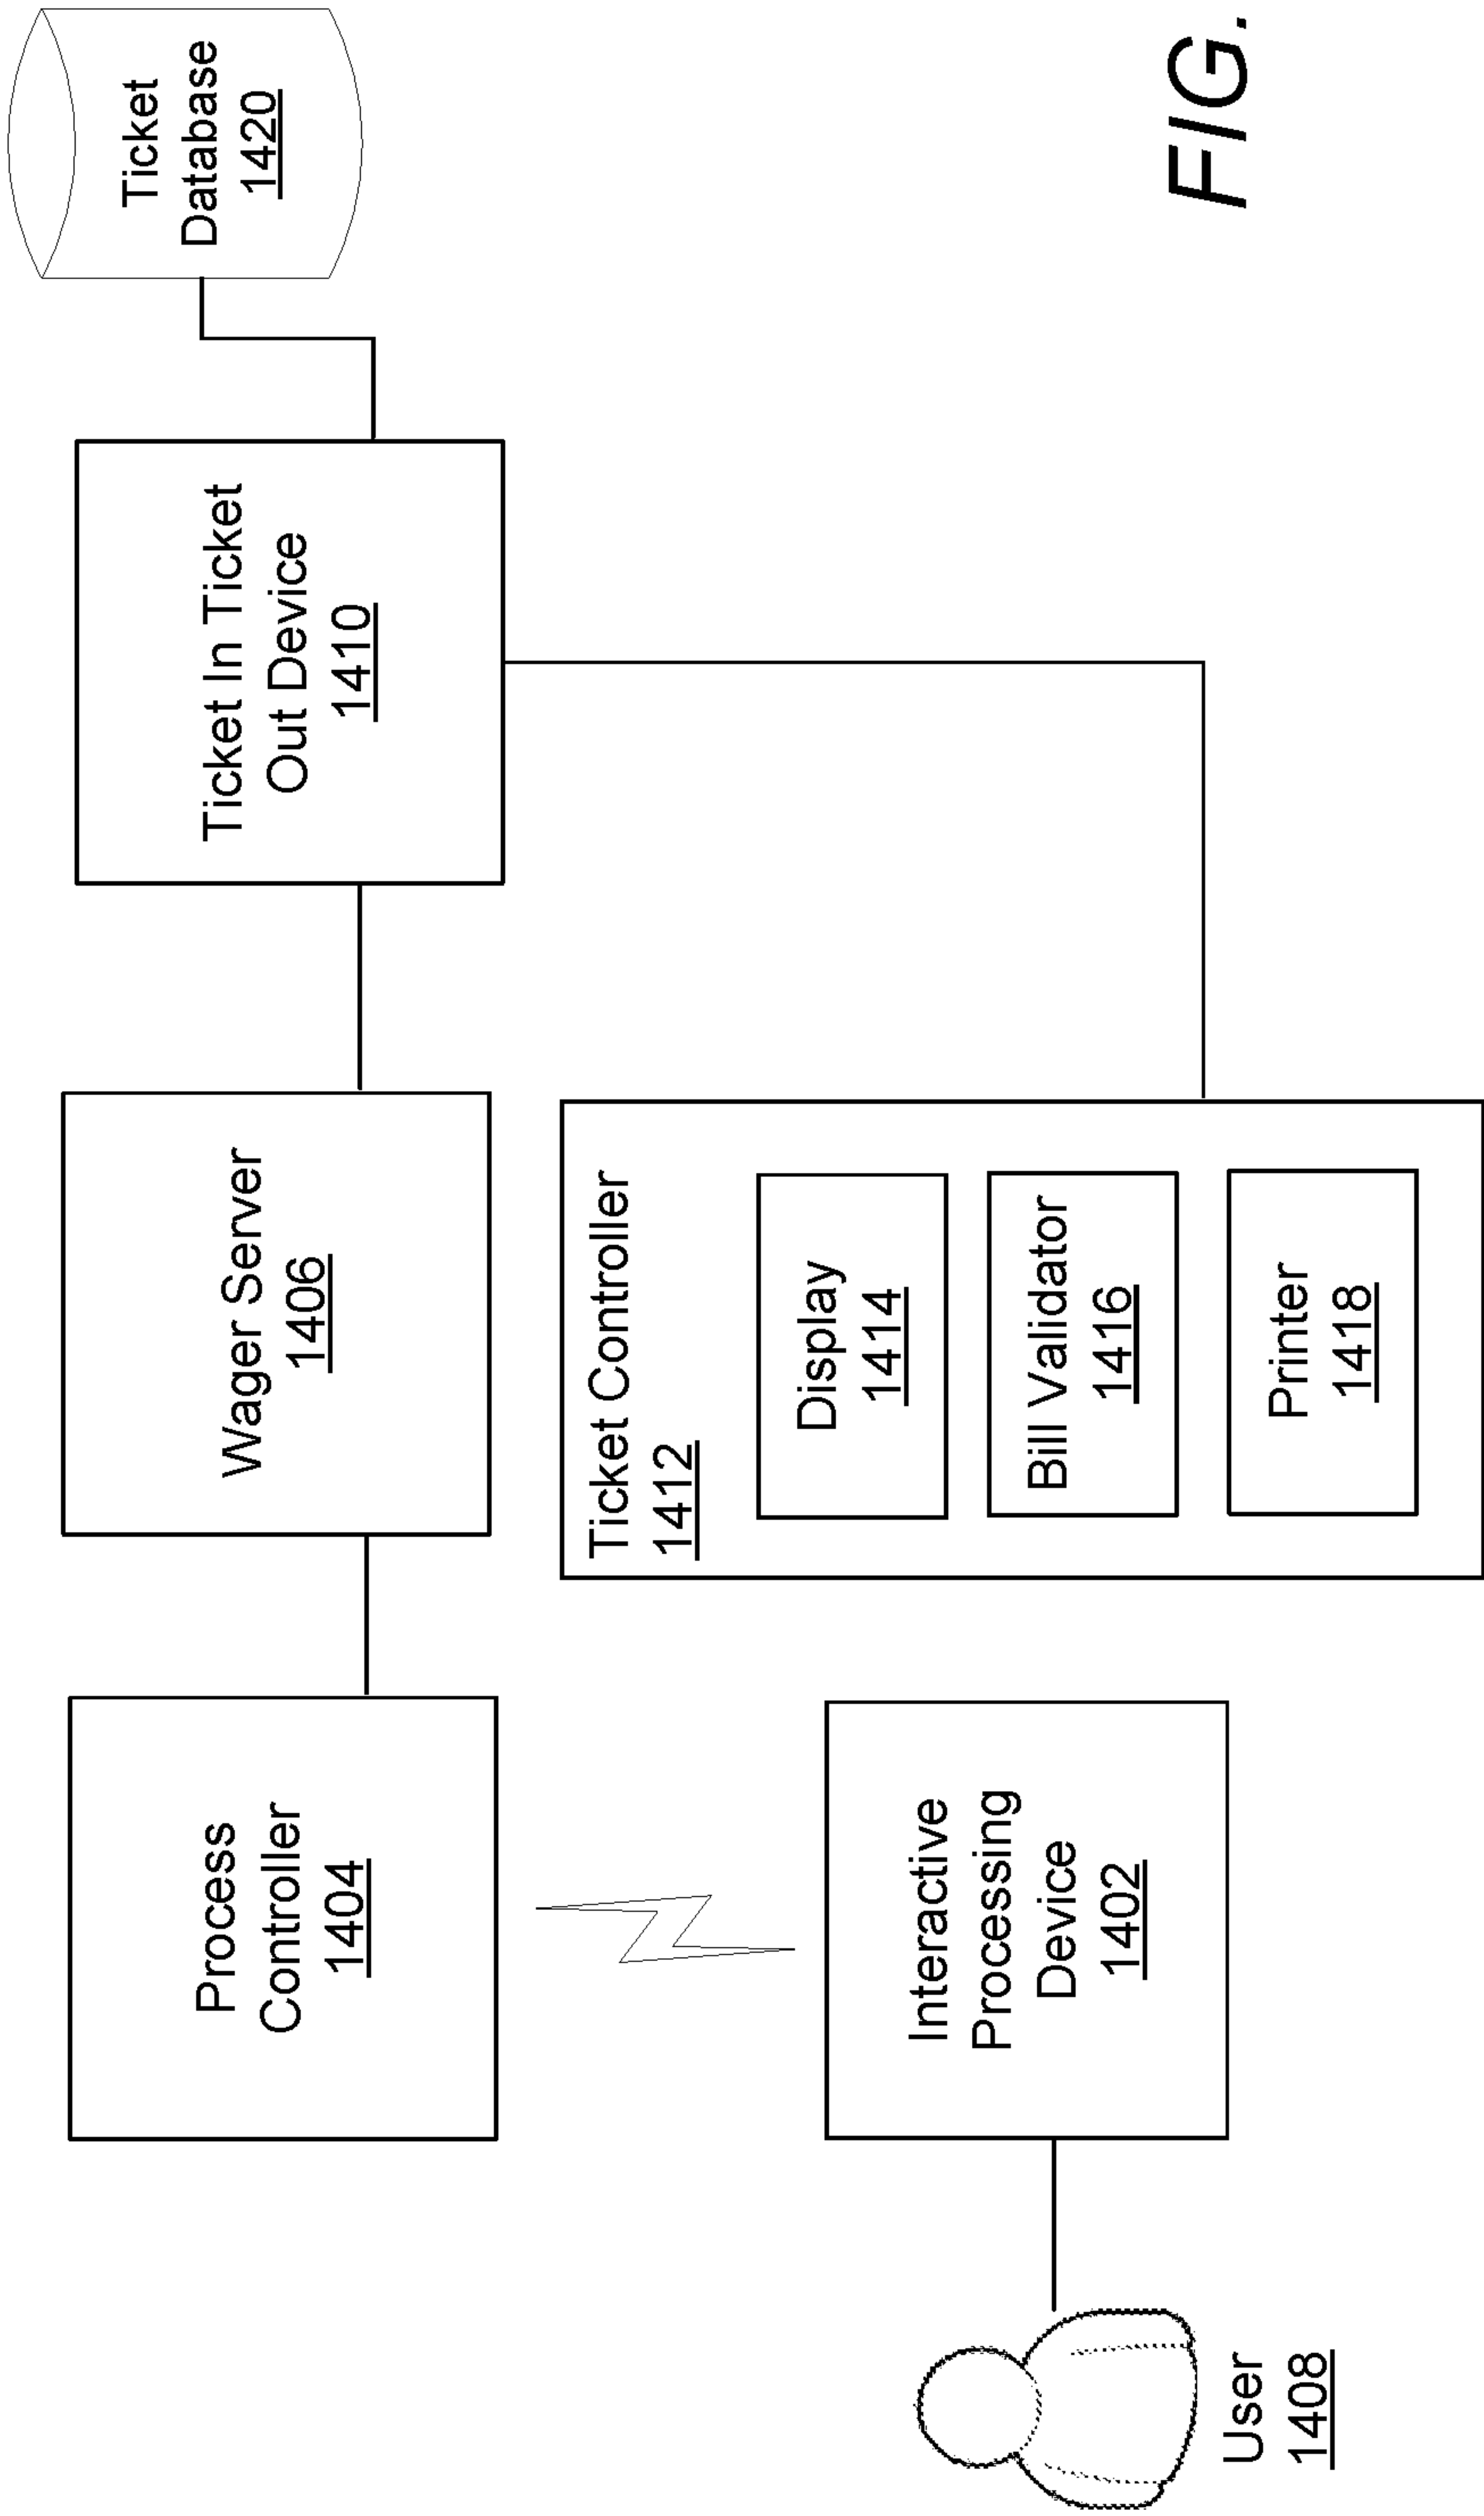 Process
Controller
1404
Wager Server
1406
Ticket In Ticket
Out Device
1410
Ticket
Database
1420
User
1408
Interactive
Processing
Device
1402
Ticket Controller
1412
Display
1414
Bill Validator
1416
Printer
1418
FIG.